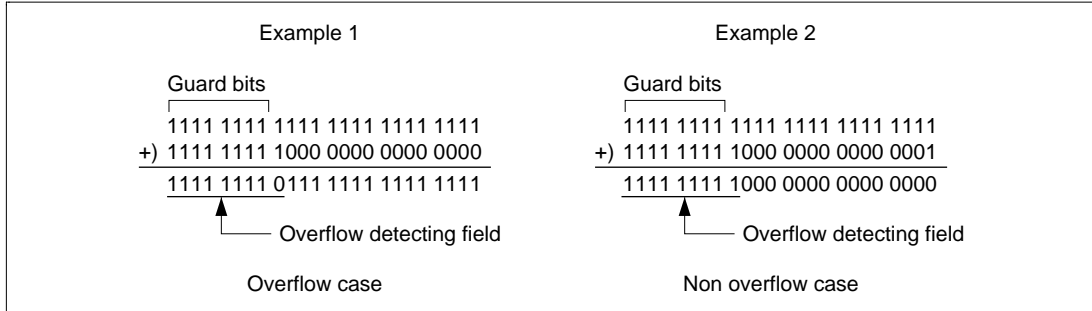 Example 1
Guard bits
1111 1111 1111 1111 1111 1111
+) 1111 1111 1000 0000 0000 0000
1111 1111 0111 1111 1111 1111
Overflow detecting field
Overflow case
Example 2
Guard bits
1111 1111 1111 1111 1111 1111
+) 1111 1111 1000 0000 0000 0001
1111 1111 1000 0000 0000 0000
Overflow detecting field
Non overflow case